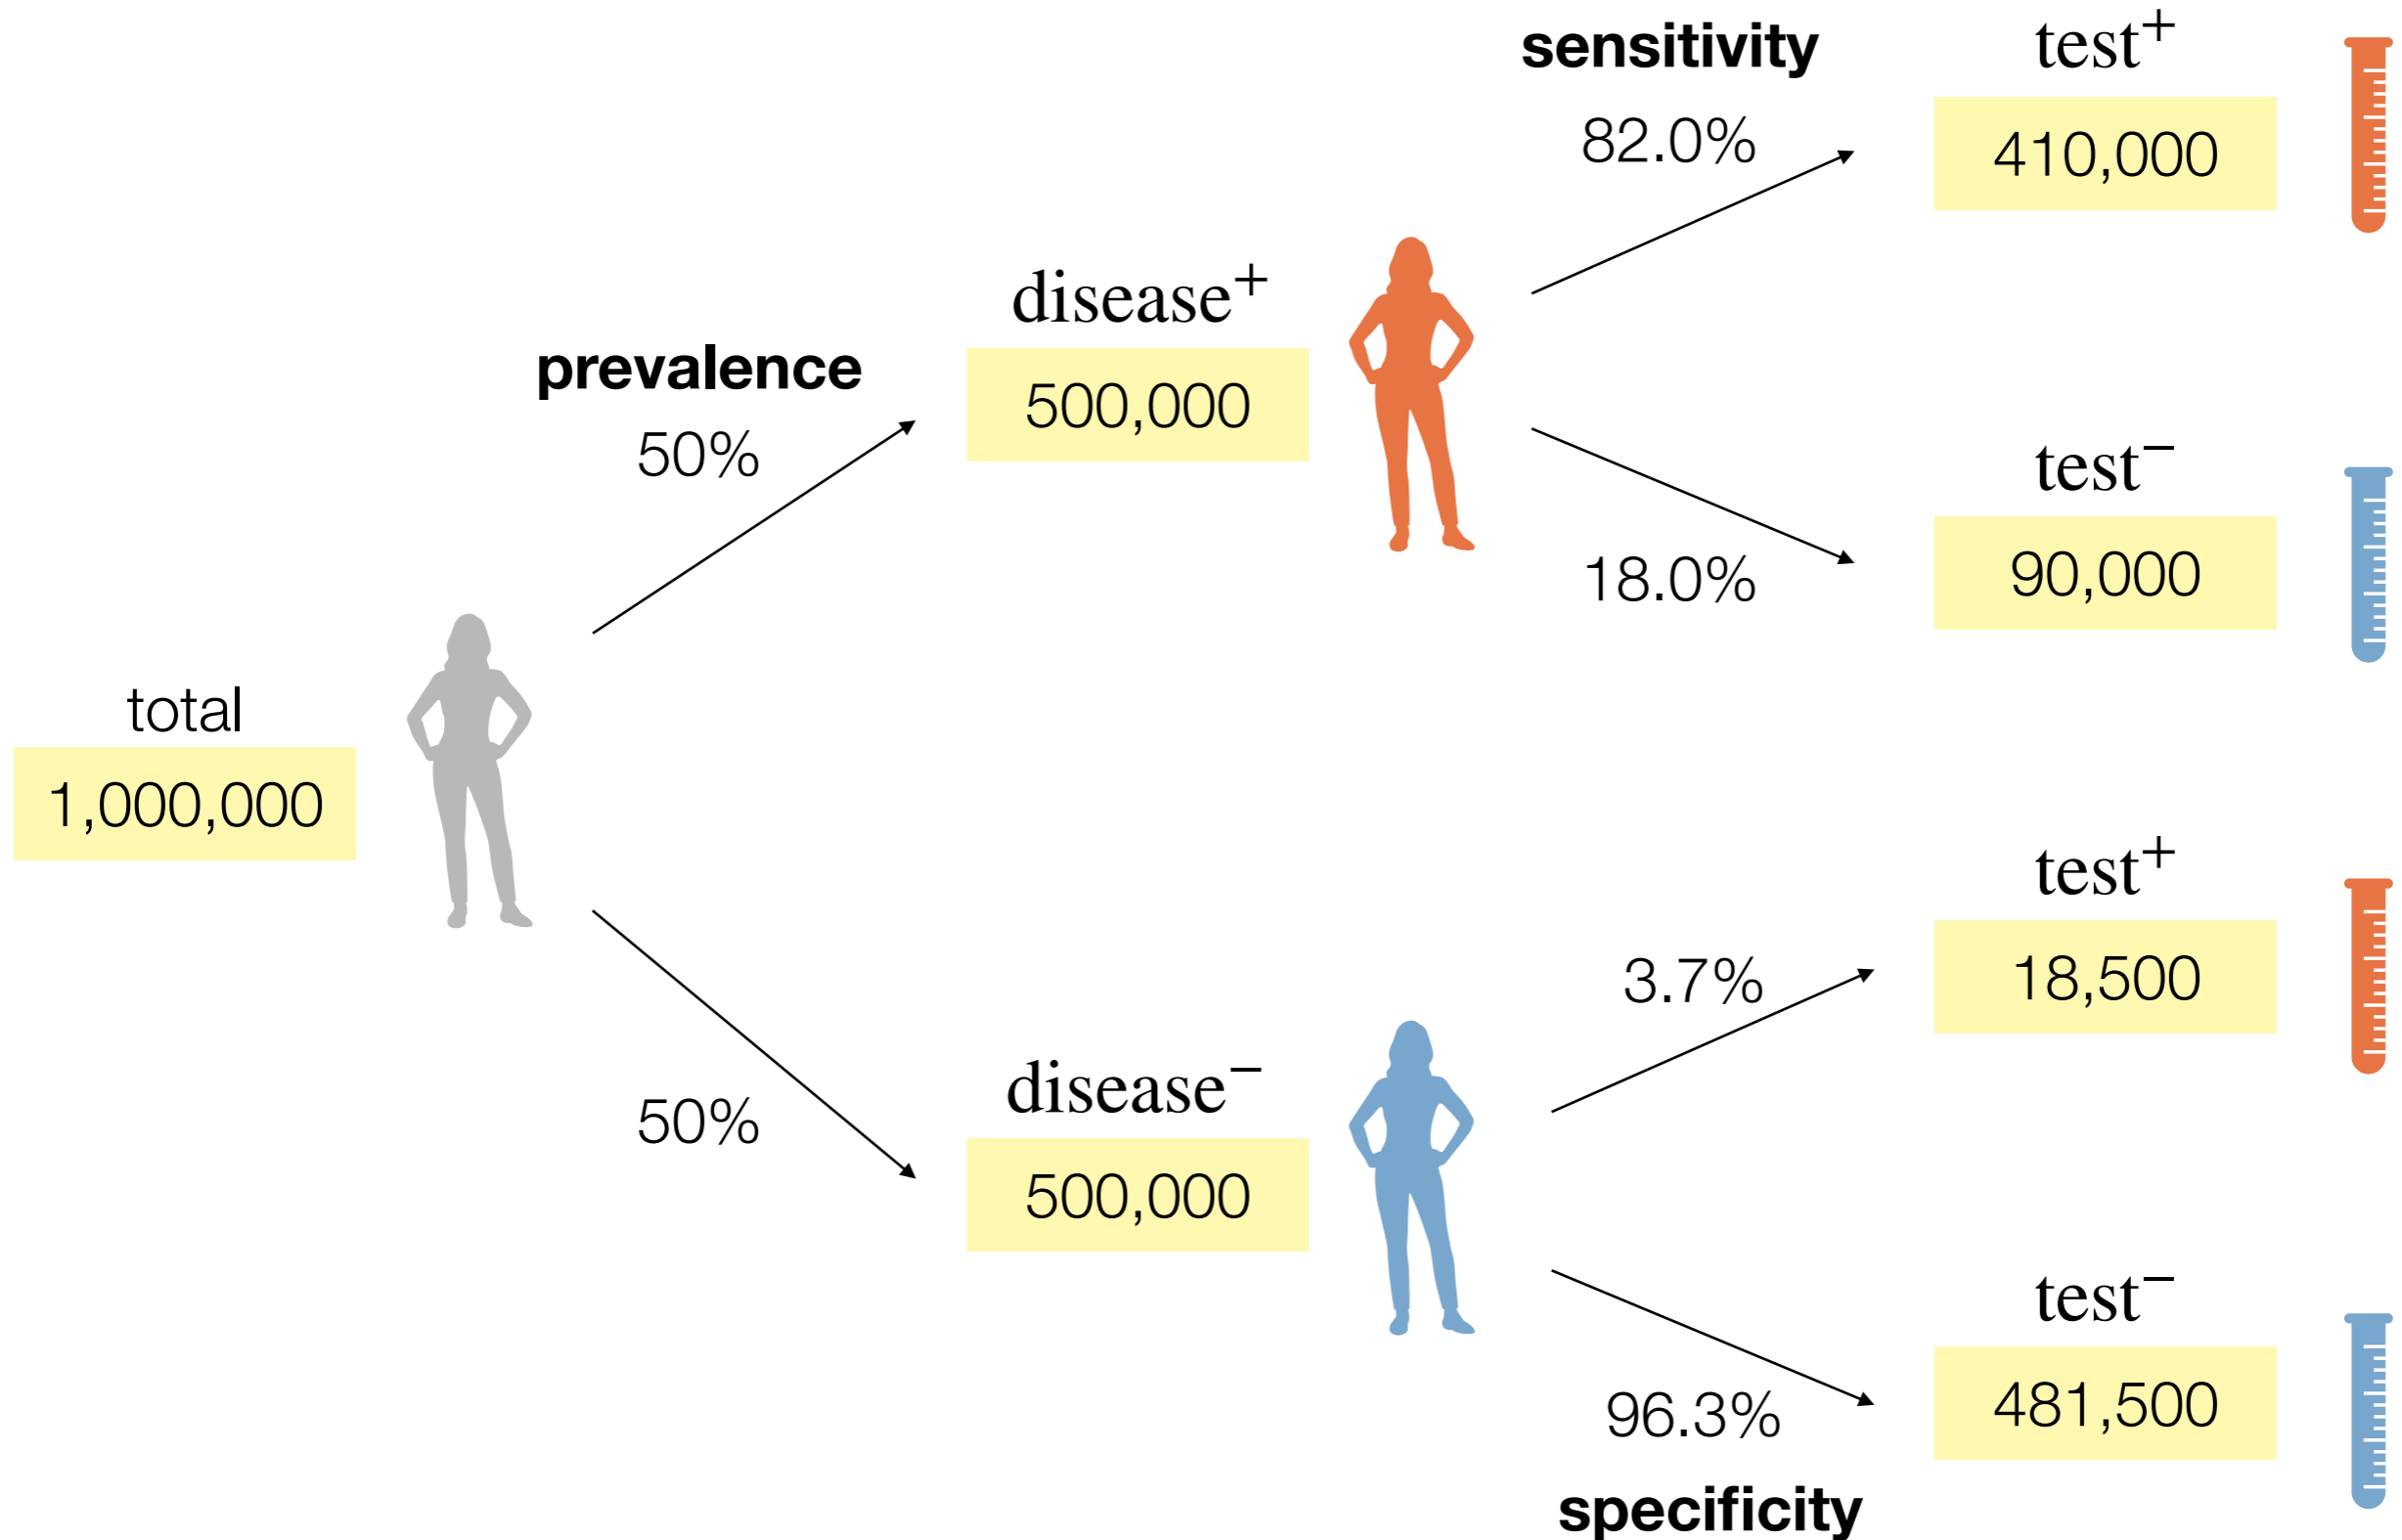 sensitivity
82.0%
test⁺
410,000
disease⁺
500,000
prevalence
50%
18.0%
test⁻
90,000
total
1,000,000
3.7%
test⁺
18,500
disease⁻
500,000
50%
96.3%
specificity
test⁻
481,500